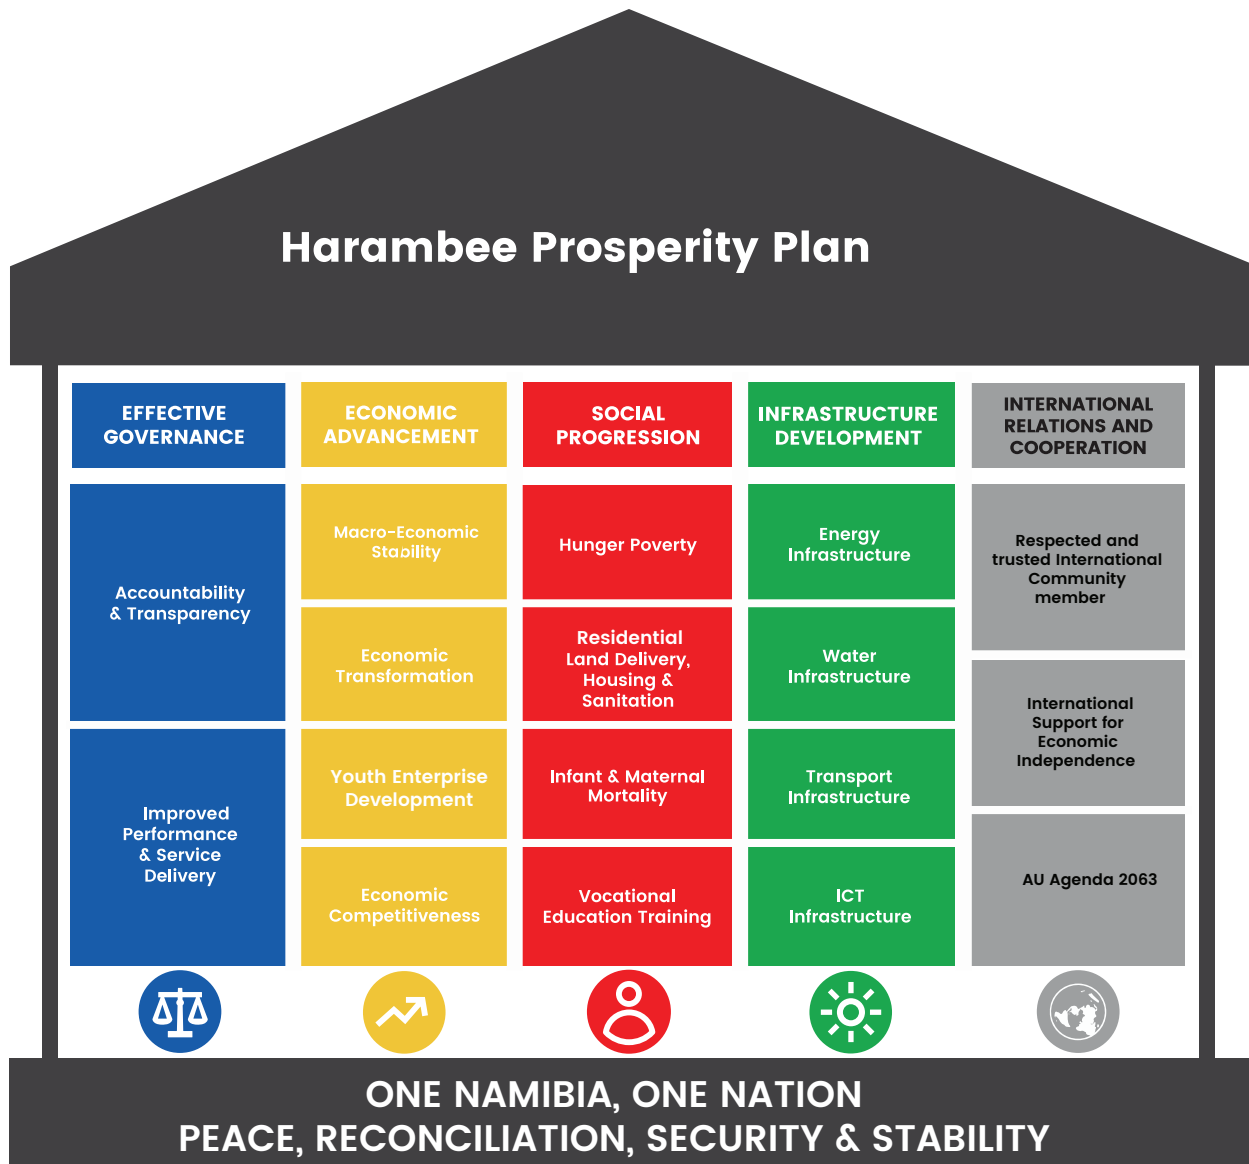 Harambee Prosperity Plan
EFFECTIVE
GOVERNANCE
Accountability
& Transparency
Improved
Performance
& Service
Delivery
ECONOMIC
ADVANCEMENT
Macro-Economic
Stability
Economic
Transformation
Youth Enterprise
Development
Economic
Competitiveness
SOCIAL
PROGRESSION
Hunger Poverty
Residential
Land Delivery,
Housing &
Sanitation
Infant & Maternal
Mortality
Vocational
Education Training
INFRASTRUCTURE
DEVELOPMENT
Energy
Infrastructure
Water
Infrastructure
Transport
Infrastructure
ICT
Infrastructure
INTERNATIONAL
RELATIONS AND
COOPERATION
Respected and
trusted International
Community
member
International
Support for
Economic
Independence
AU Agenda 2063
ONE NAMIBIA, ONE NATION
PEACE, RECONCILIATION, SECURITY & STABILITY